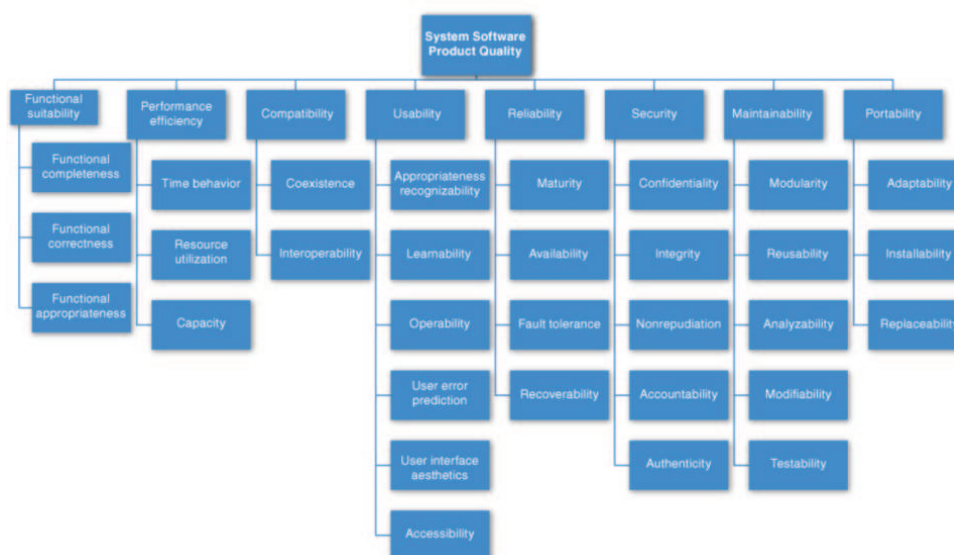 System Software
Product Quality
Functional
suitability
Performance
efficiency
Compatibility
Usability
Reliability
Security
Maintainability
Portability
Functional
completeness
Functional
correctness
Functional
appropriateness
Time behavior
Resource
utilization
Capacity
Coexistence
Interoperability
Appropriateness
recognizability
Learnability
Operability
User error
prediction
User interface
aesthetics
Accessibility
Maturity
Availability
Fault tolerance
Recoverability
Confidentiality
Integrity
Nonrepudiation
Accountability
Authenticity
Modularity
Reusability
Analyzability
Modifiability
Testability
Adaptability
Installability
Replaceability